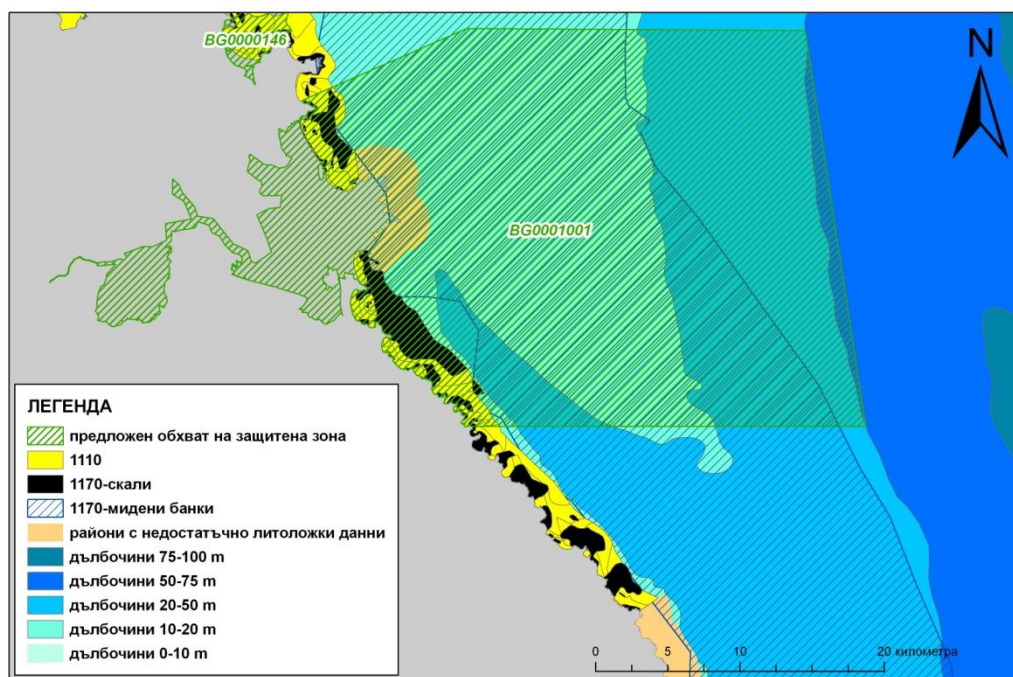 BG0000146
N
BG0001001
ЛЕГЕНДА
предложен обхват на защитена зона
1110
1170-скали
1170-мидени банки
райони с недостатъчно литоложки данни
дълбочини 75-100 m
дълбочини 50-75 m
дълбочини 20-50 m
дълбочини 10-20 m
дълбочини 0-10 m
0 5 10 20 километра